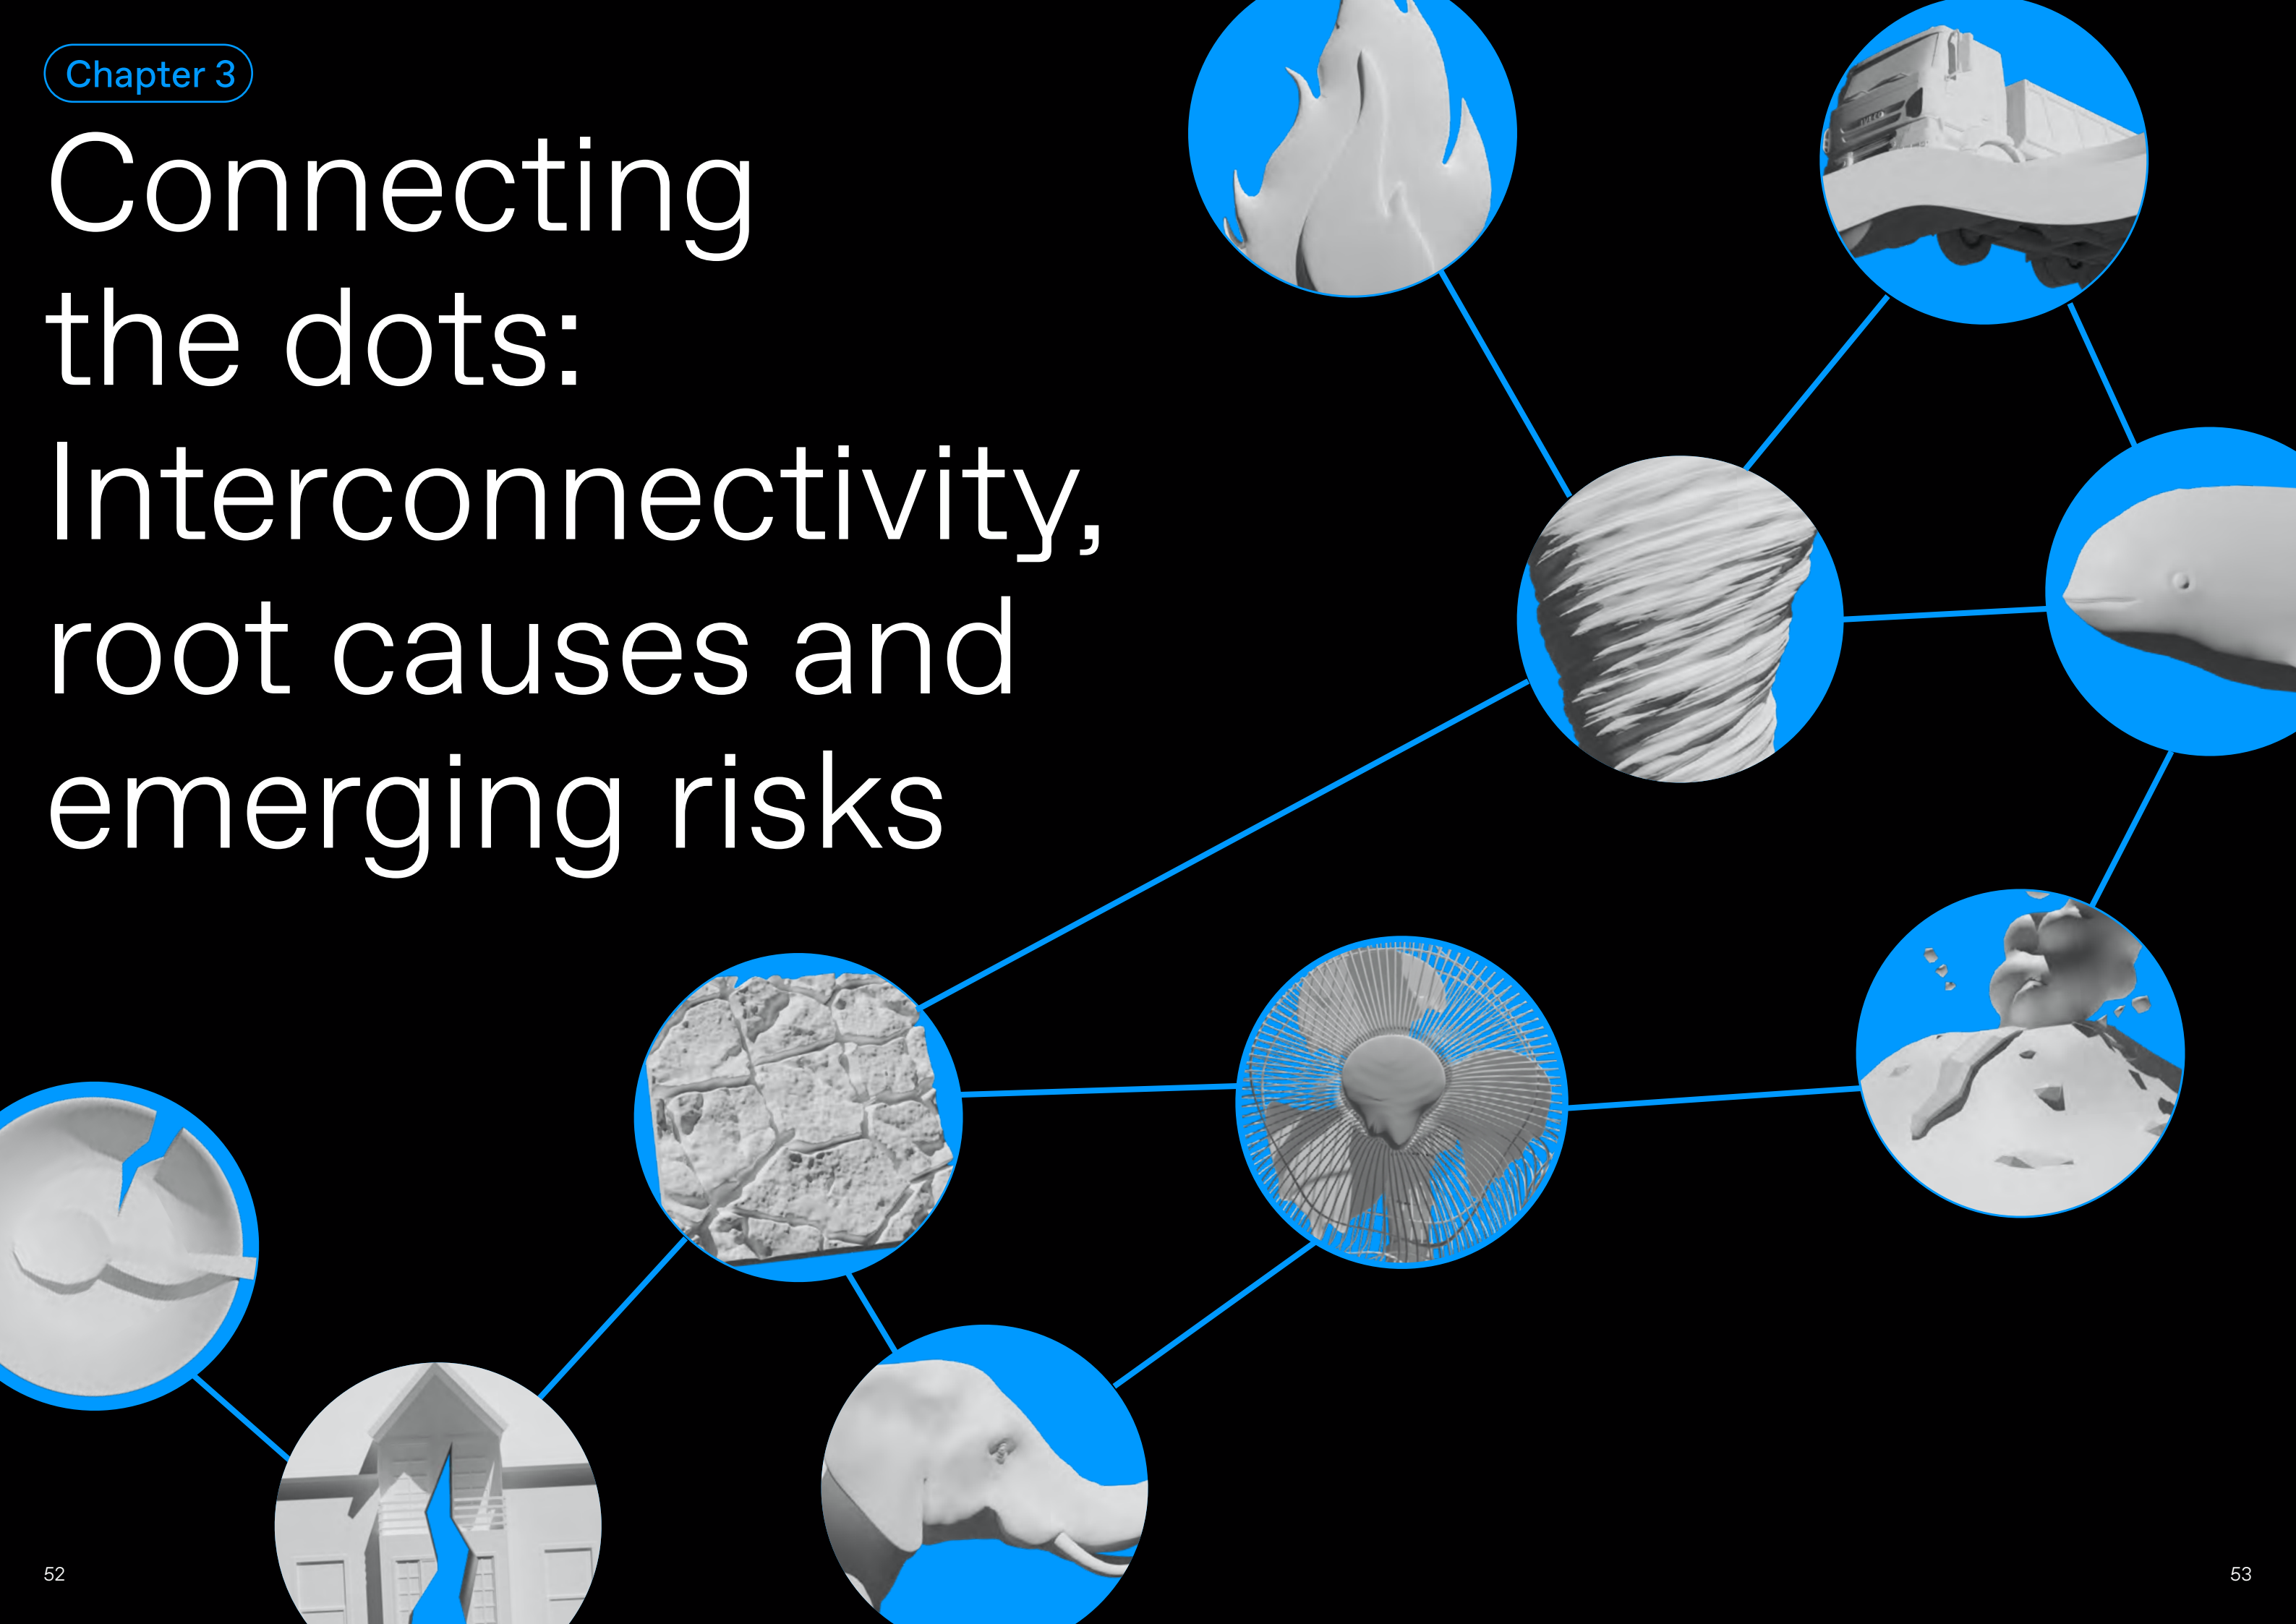 Chapter 3
Connecting
the dots:
Interconnectivity,
root causes and
emerging risks
52
53